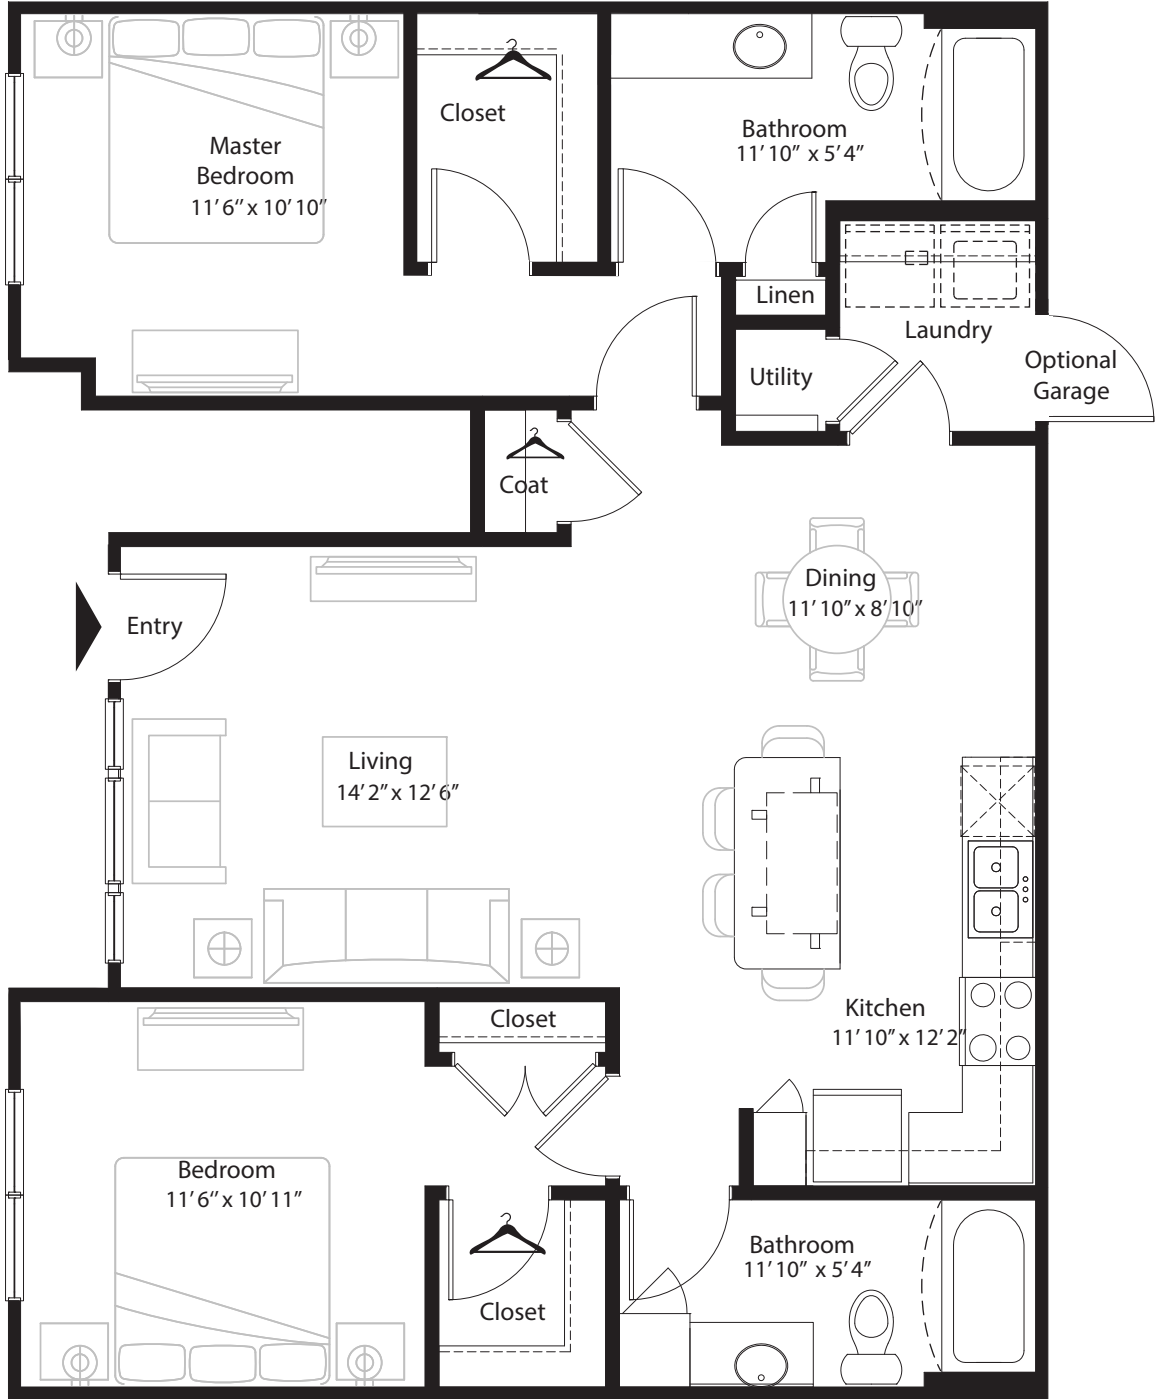 Closet
Bathroom
11' 10" x 5' 4"
Master
Bedroom
11' 6" x 10' 10"
Linen
Laundry
Optional
Garage
Utility
Coat
Dining
11' 10" x 8' 10"
Entry
Living
14' 2" x 12' 6"
Kitchen
11' 10" x 12' 2"
Closet
Bedroom
11' 6" x 10' 11"
Bathroom
11' 10" x 5' 4"
Closet